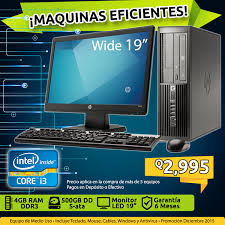 ¡MAQUINAS EFICIENTES!
Wide 19"
hp
intel inside
CORE i3
Q2,995
Precio aplica en la compra de más de 5 equipos
Pagos en Depósito o Efectivo
4GB RAM DDR3
500GB DD S-ata
Monitor LED 19"
Garantía 6 Meses
Equipo de Medio Uso - Incluye Teclado, Mouse, Cables, Windows y Antivirus - Promoción Diciembre 2015